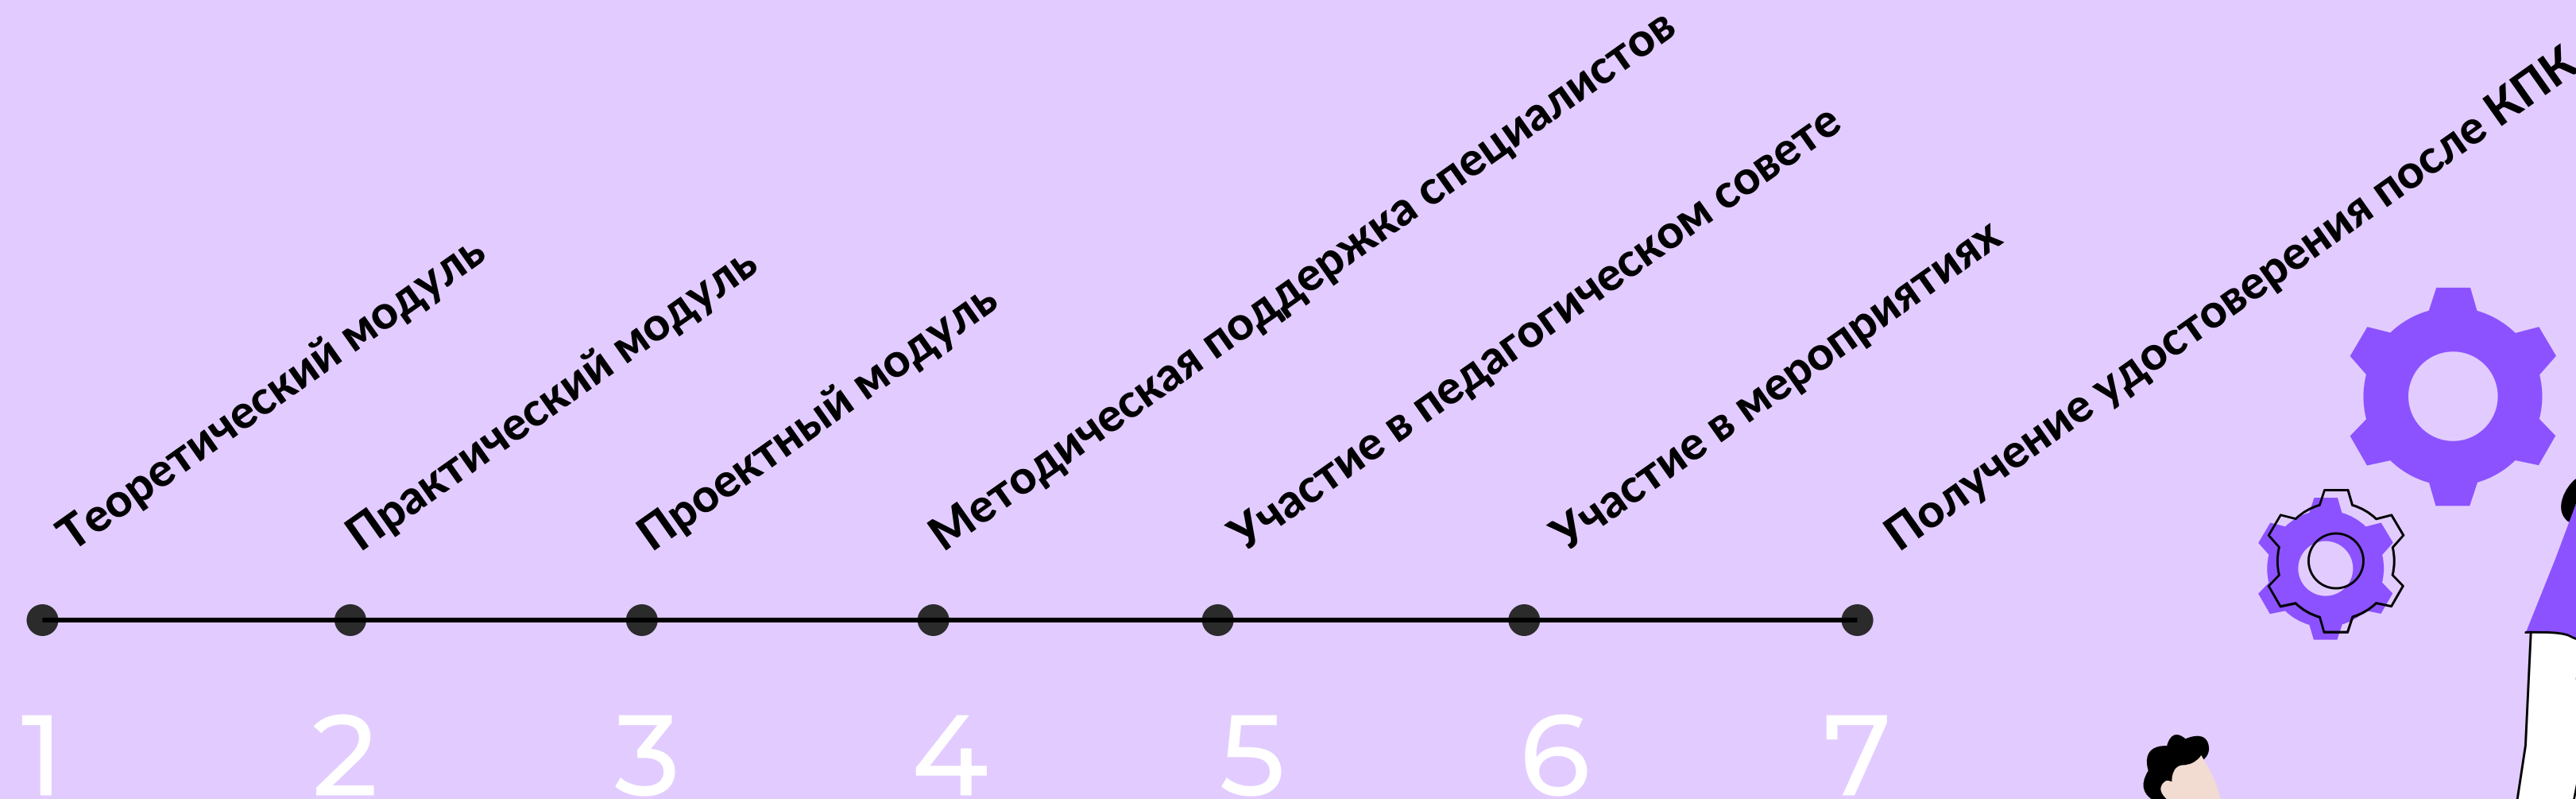 Теоретический модуль
Практический модуль
Проектный модуль
Методическая поддержка специалистов
Участие в педагогическом совете
Участие в мероприятиях
Получение удостоверения после КПК
1 2 3 4 5 6 7